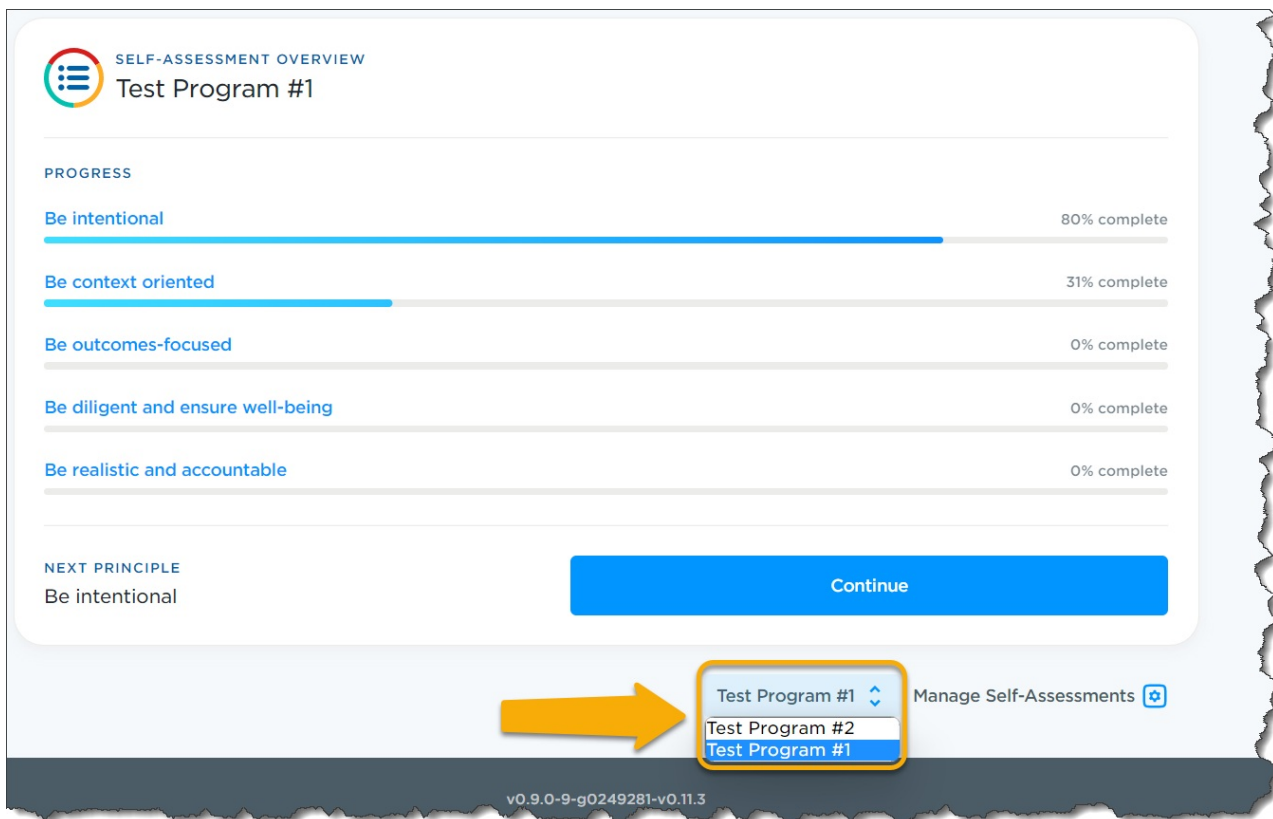 SELF-ASSESSMENT OVERVIEW
Test Program #1
PROGRESS
Be intentional
80% complete
Be context oriented
31% complete
Be outcomes-focused
0% complete
Be diligent and ensure well-being
0% complete
Be realistic and accountable
0% complete
NEXT PRINCIPLE
Be intentional
Continue
Test Program #1
Manage Self-Assessments
Test Program #2
Test Program #1
v0.9.0-9-g0249281-v0.11.3